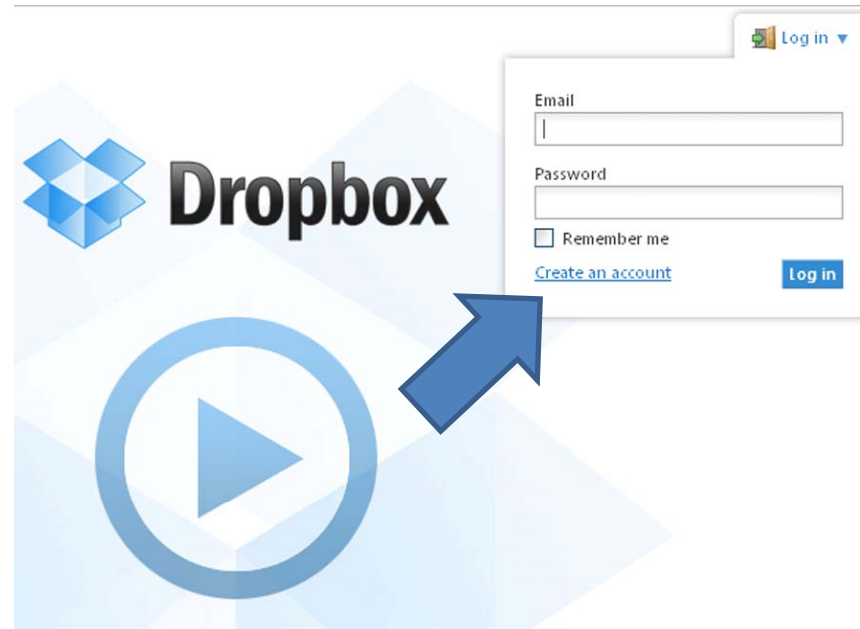 Log in
Email
Dropbox
Password
Remember me
Create an account
Log in